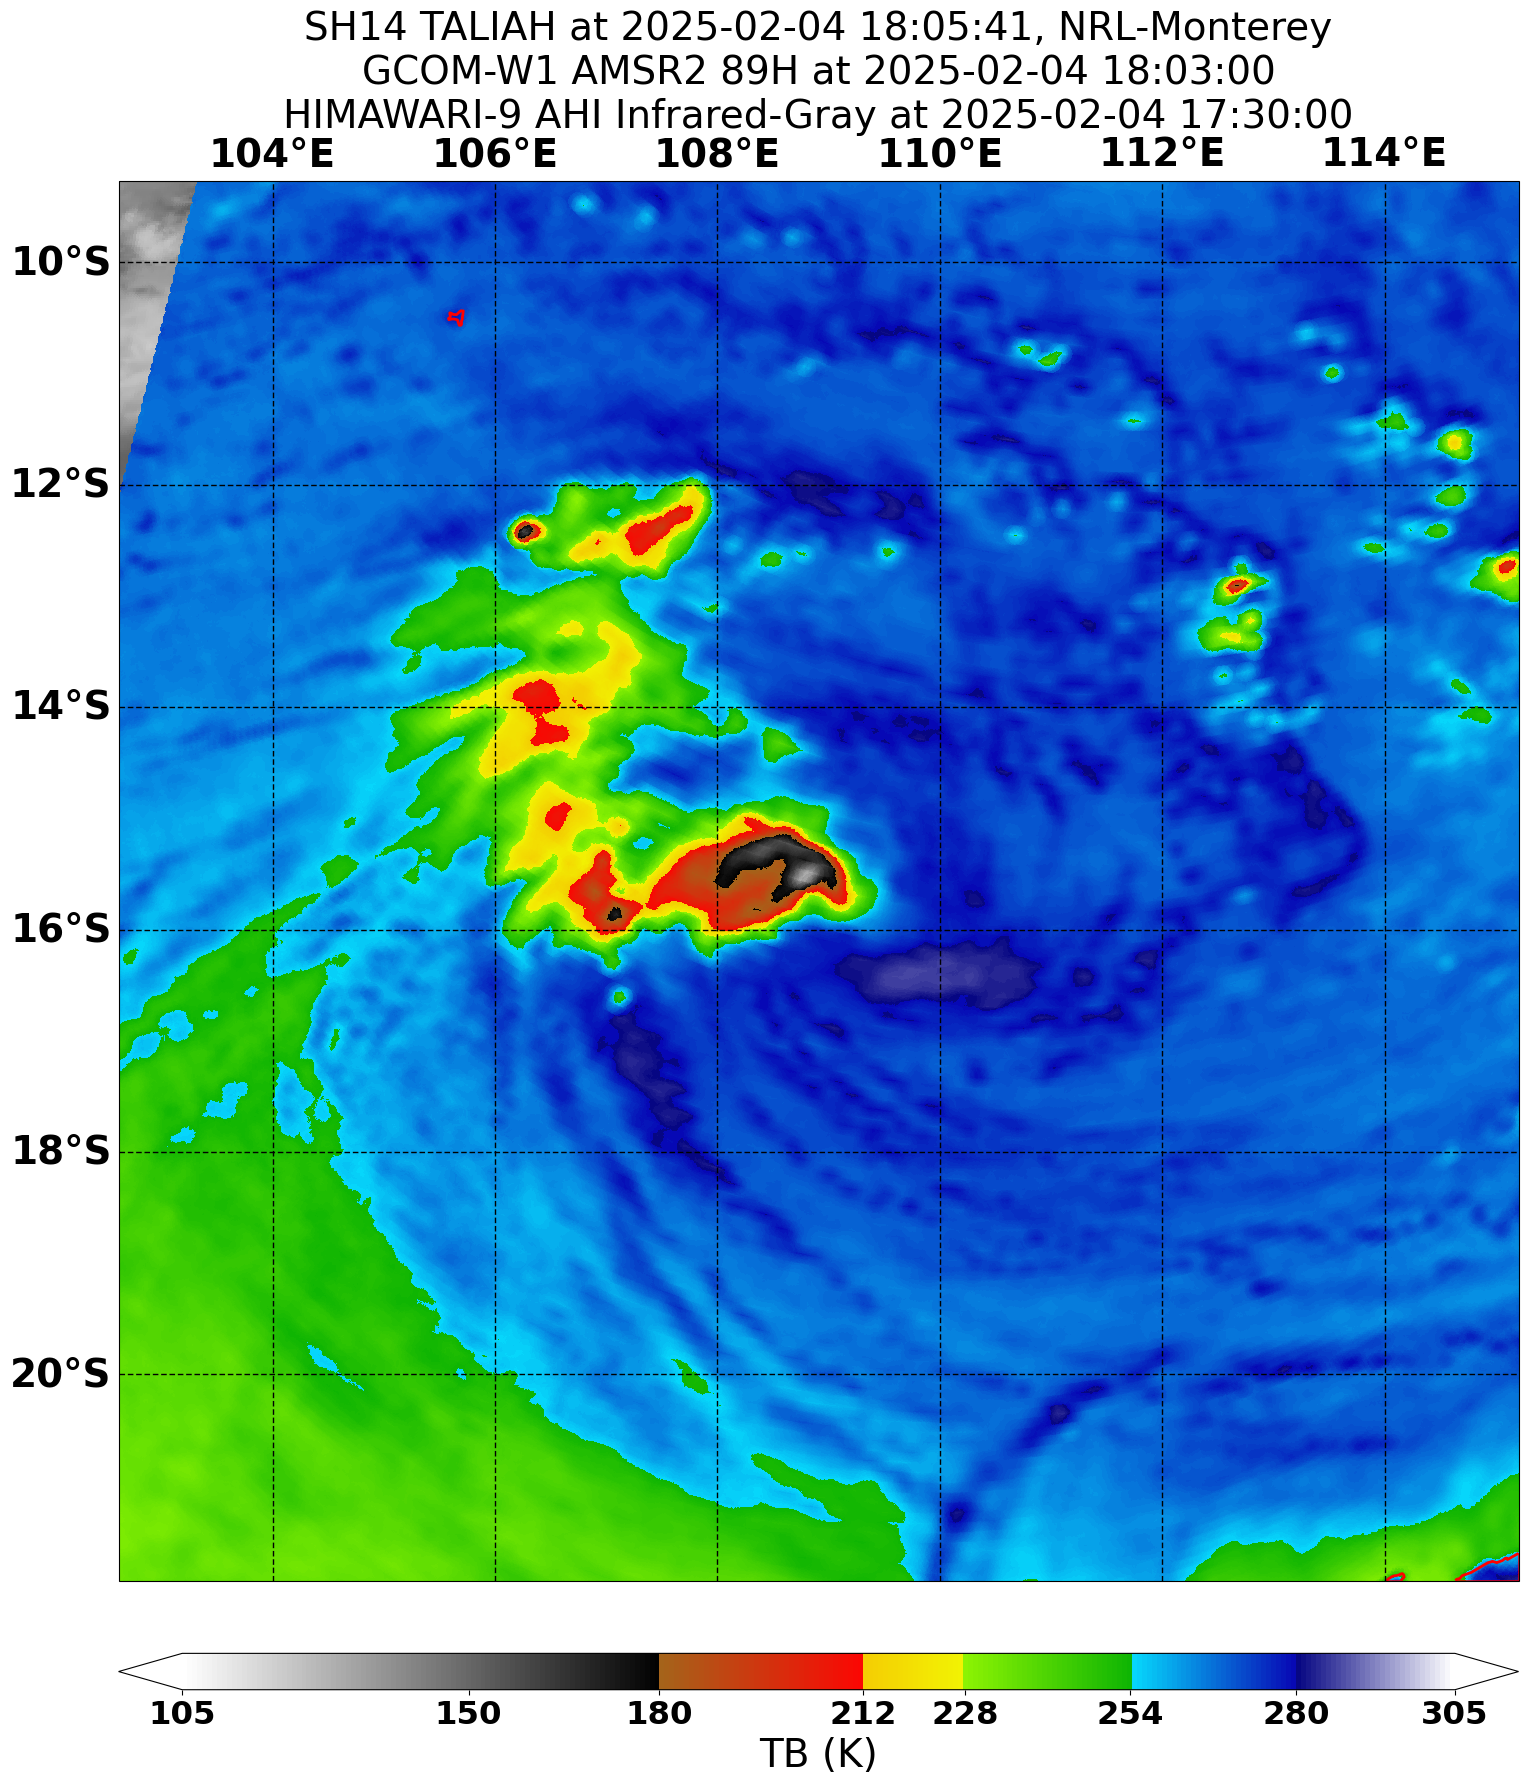 SH14 TALIAH at 2025-02-04 18:05:41, NRL-Monterey
GCOM-W1 AMSR2 89H at 2025-02-04 18:03:00
HIMAWARI-9 AHI Infrared-Gray at 2025-02-04 17:30:00
104°E 106°E 108°E 110°E 112°E 114°E
10°S
12°S
14°S
16°S
18°S
20°S
105 150 180 212 228 254 280 305
TB (K)